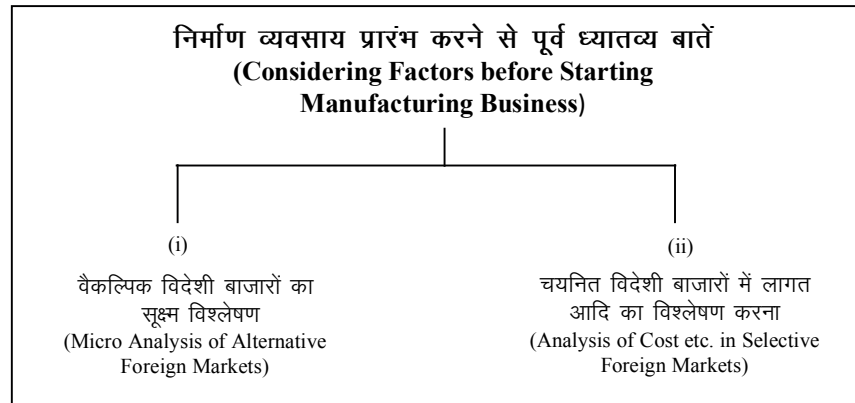 निर्माण व्यवसाय प्रारंभ करने से पूर्व ध्यातव्य बातें
(Considering Factors before Starting
Manufacturing Business)
(i)
वैकल्पिक विदेशी बाजारों का
सूक्ष्म विश्लेषण
(Micro Analysis of Alternative
Foreign Markets)
(ii)
चयनित विदेशी बाजारों में लागत
आदि का विश्लेषण करना
(Analysis of Cost etc. in Selective
Foreign Markets)